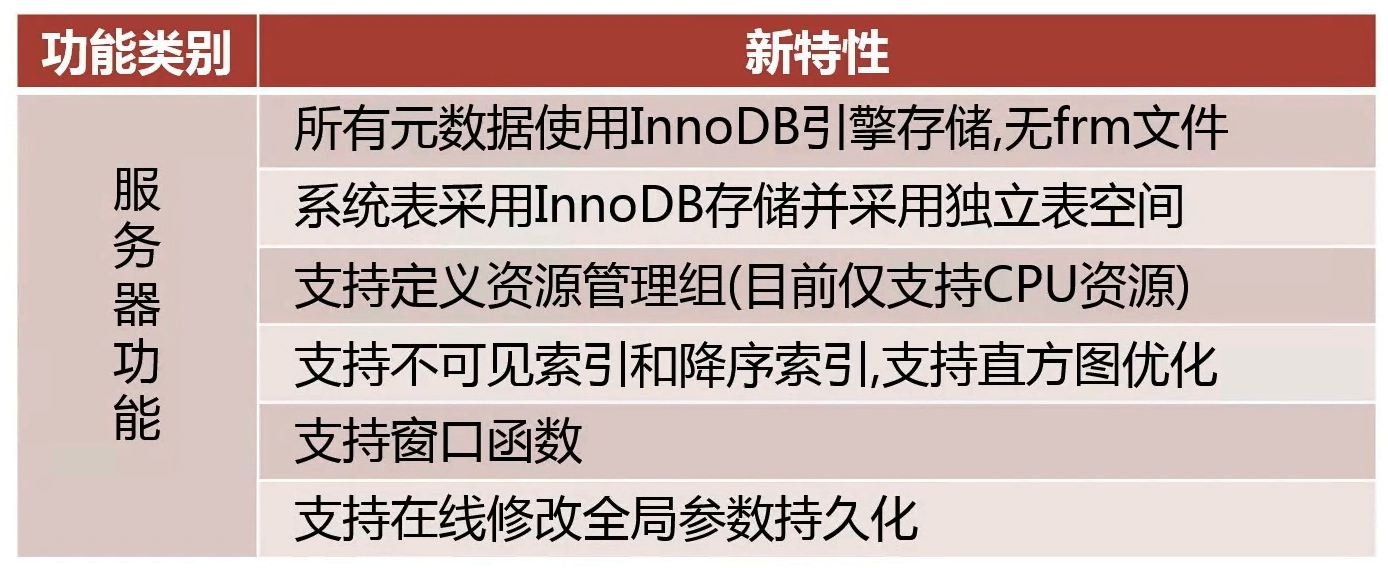 功能类别
新特性
服务器功能
所有元数据使用InnoDB引擎存储,无frm文件
系统表采用InnoDB存储并采用独立表空间
支持定义资源管理组(目前仅支持CPU资源)
支持不可见索引和降序索引,支持直方图优化
支持窗口函数
支持在线修改全局参数持久化